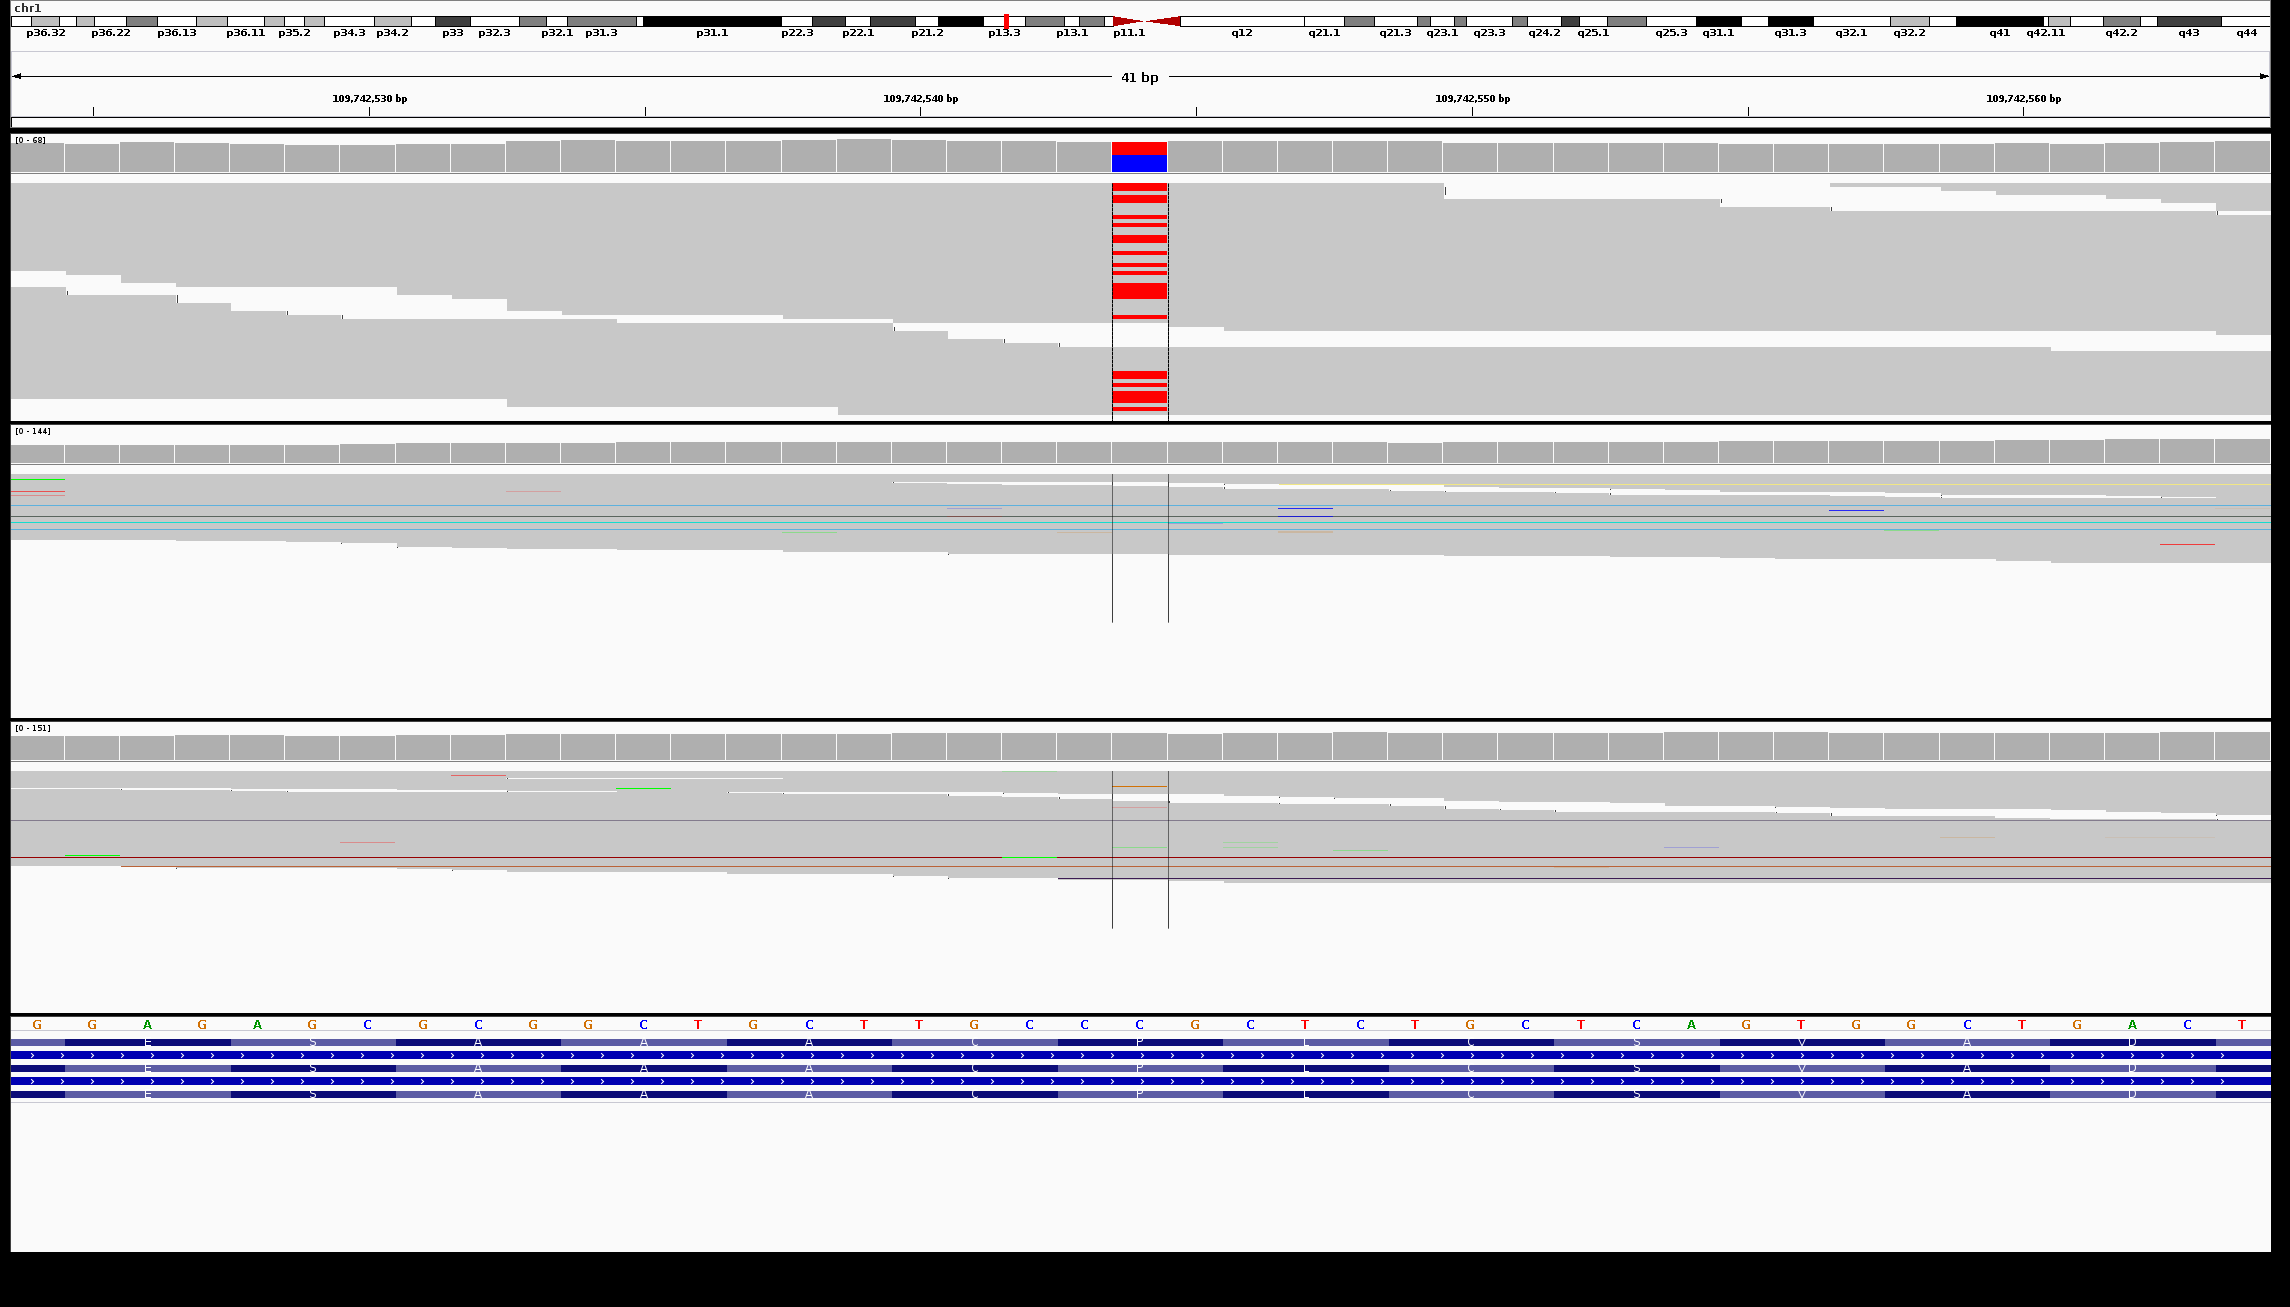 chr1
p36.32 p36.22 p36.13 p36.11 p35.2 p34.3 p34.2 p33 p32.3 p32.1 p31.3 p31.1 p22.3 p22.1 p21.2 p13.3 p13.1 p11.1 q12 q21.1 q21.3 q23.1 q23.3 q24.2 q25.1 q25.3 q31.1 q31.3 q32.1 q32.2 q41 q42.11 q42.2 q43 q44
41 bp
109,742,530 bp 109,742,540 bp 109,742,550 bp 109,742,560 bp
[0 - 68]
[0 - 144]
[0 - 151]
G G A G A G C G C G G C T G C T T G C C C G C T C T G C T C A G T G G C T G A C T
E S A A A C P L C S V A D
E S A A A C P L C S V A D
E S A A A C P L C S V A D